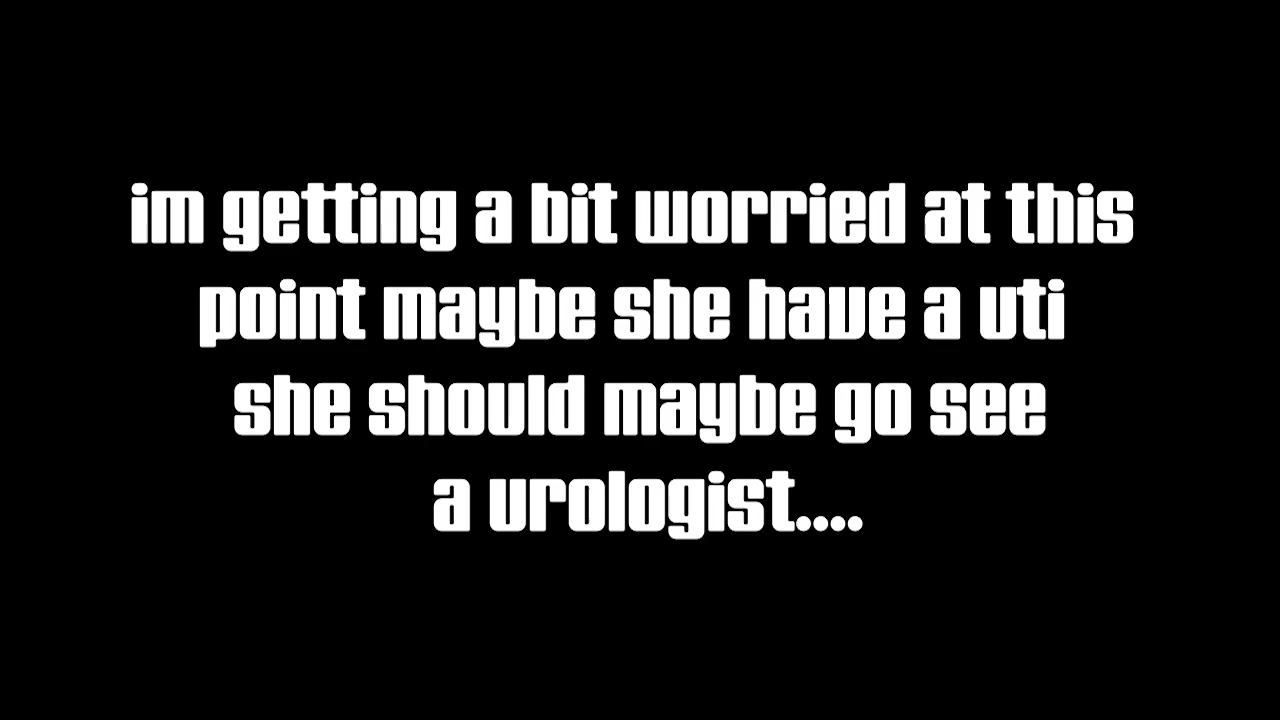 im getting a bit worried at this
point maybe she have a uti
she should maybe go see
a urologist....